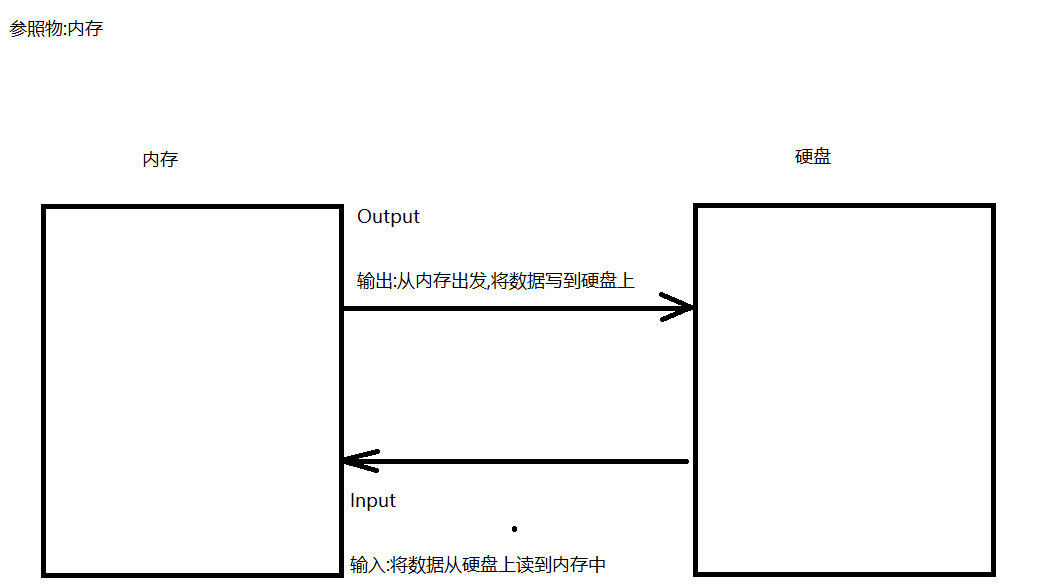 参照物:内存
内存
硬盘
Output
输出:从内存出发,将数据写到硬盘上
Input
输入:将数据从硬盘上读到内存中